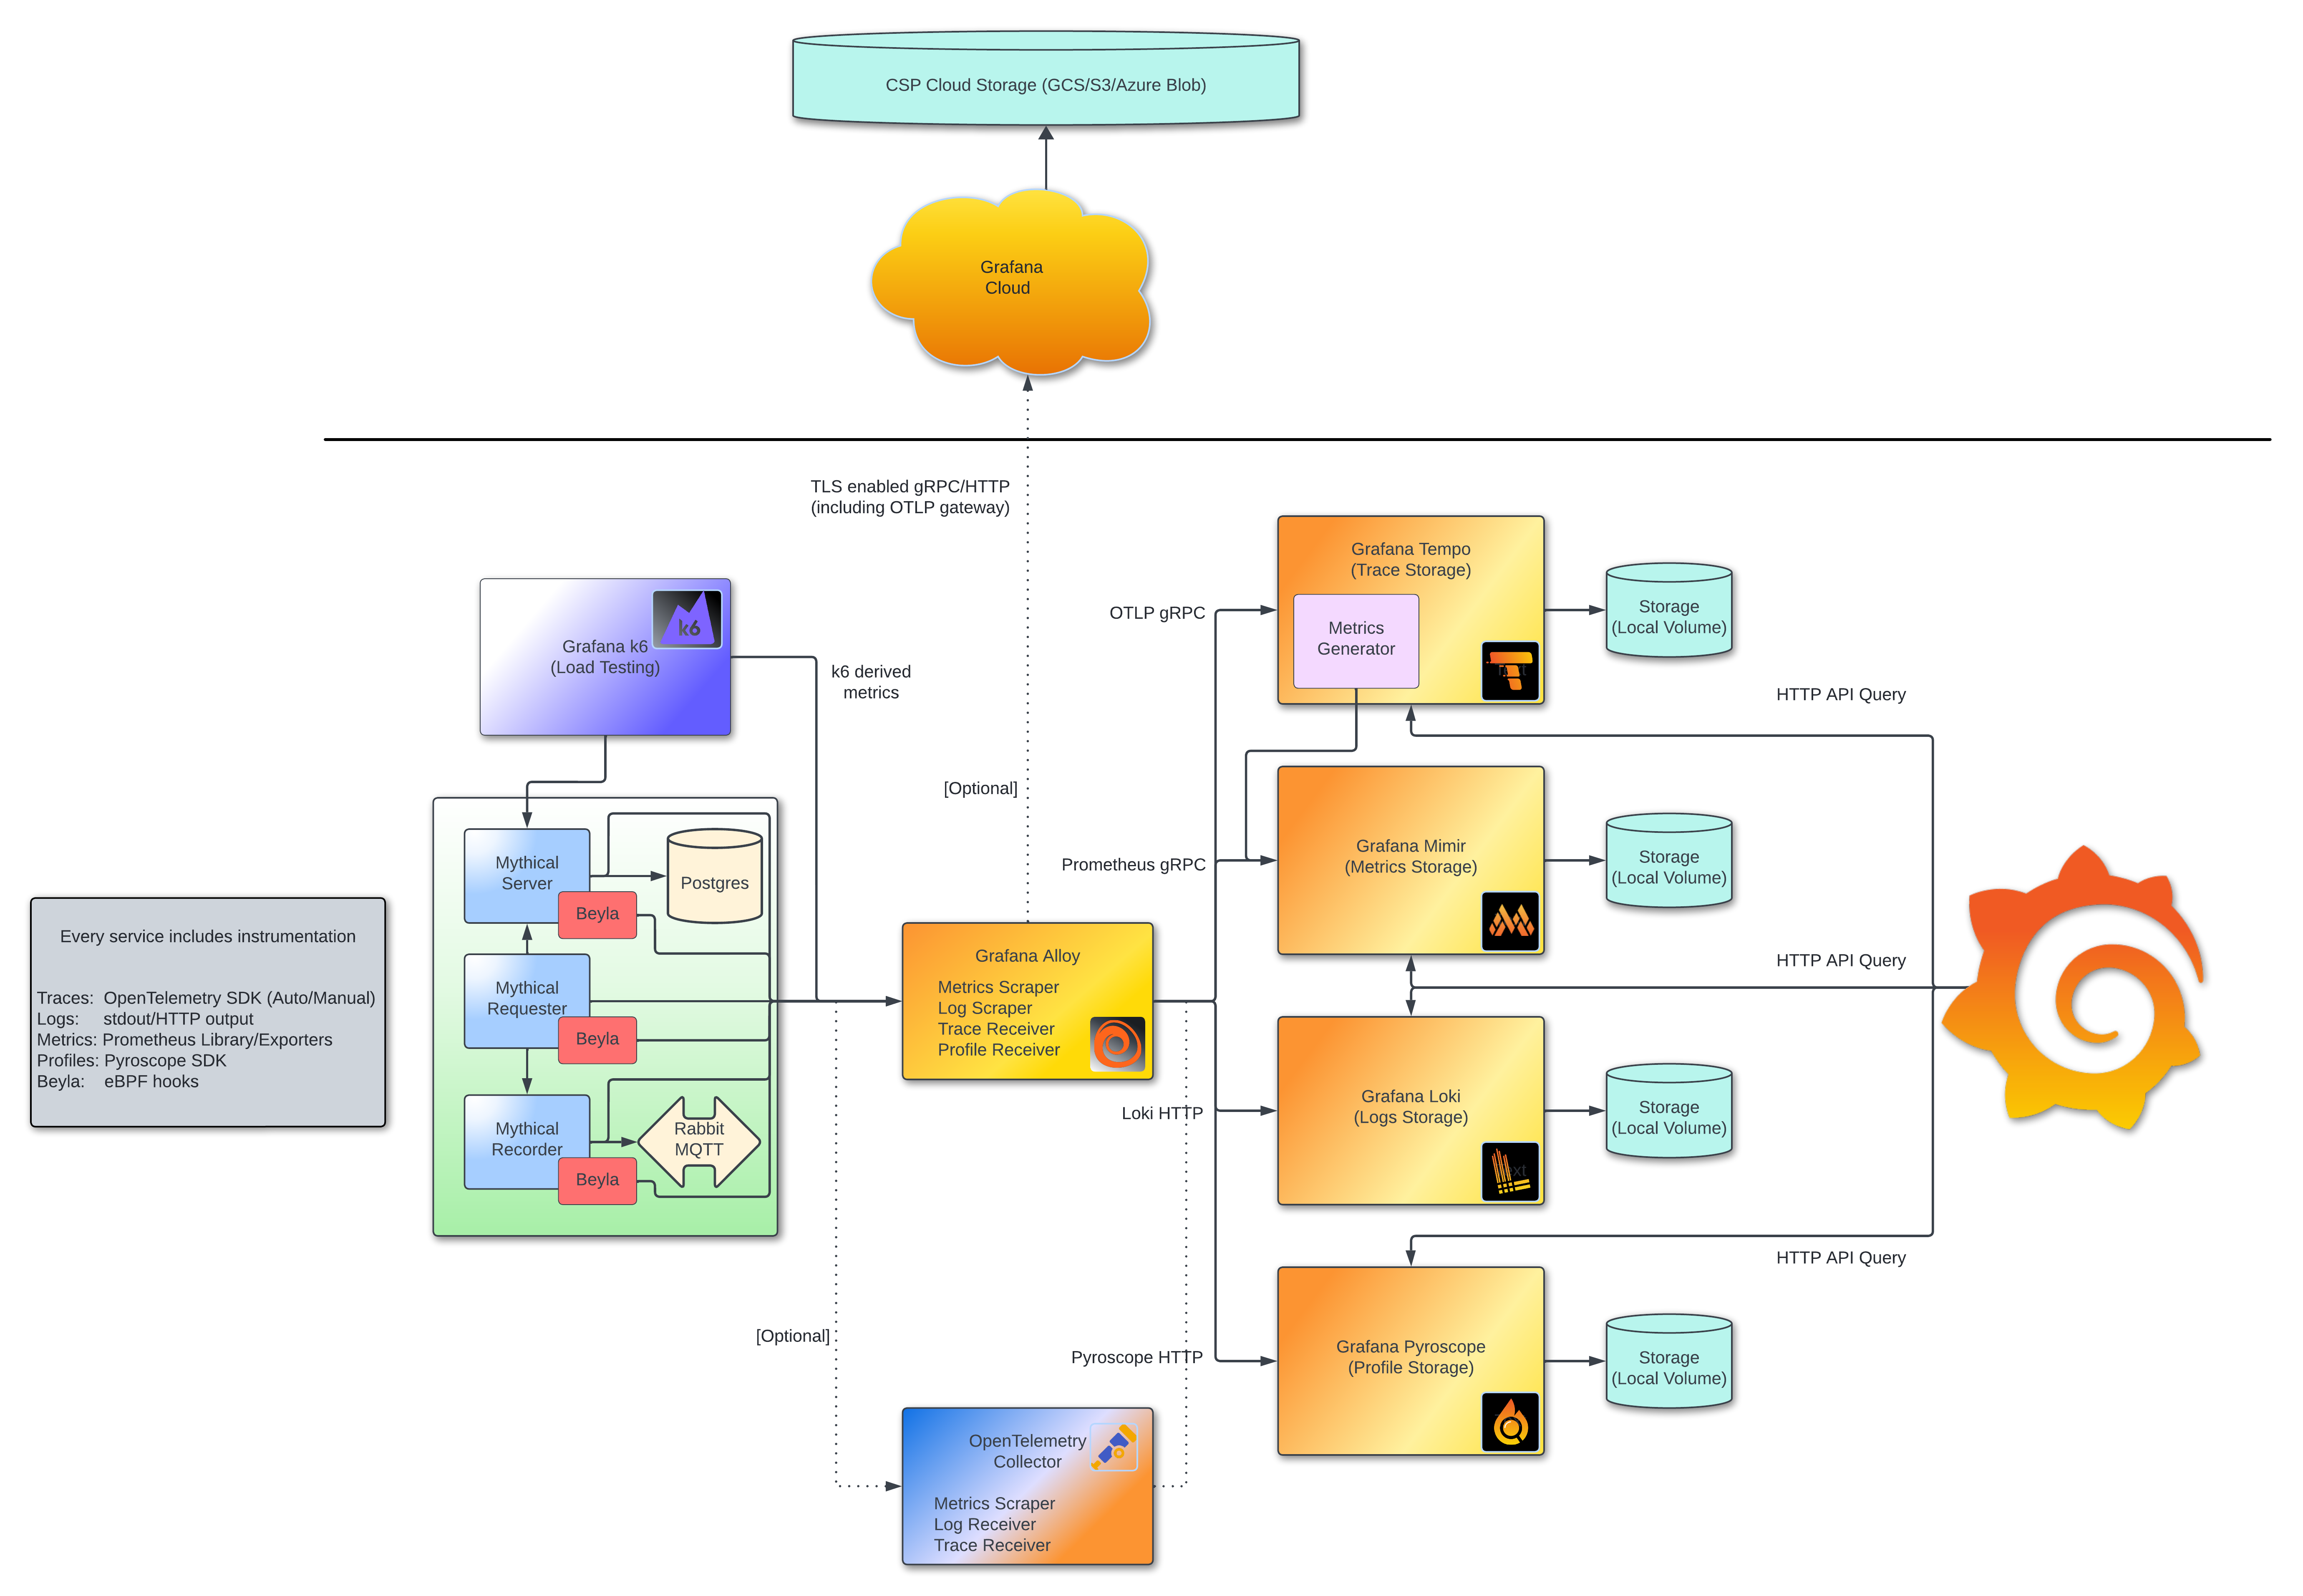 CSP Cloud Storage (GCS/S3/Azure Blob)
Grafana
Cloud
TLS enabled gRPC/HTTP
(including OTLP gateway)
[Optional]
Grafana k6
(Load Testing)
k6
k6 derived
metrics
Mythical
Server
Beyla
Postgres
Mythical
Requester
Beyla
Mythical
Recorder
Beyla
Rabbit
MQTT
Every service includes instrumentation
Traces: OpenTelemetry SDK (Auto/Manual)
Logs: stdout/HTTP output
Metrics: Prometheus Library/Exporters
Profiles: Pyroscope SDK
Beyla: eBPF hooks
Grafana Alloy
Metrics Scraper
Log Scraper
Trace Receiver
Profile Receiver
[Optional]
OpenTelemetry
Collector
Metrics Scraper
Log Receiver
Trace Receiver
OTLP gRPC
Prometheus gRPC
Loki HTTP
Pyroscope HTTP
Grafana Tempo
(Trace Storage)
Metrics
Generator
Storage
(Local Volume)
HTTP API Query
Grafana Mimir
(Metrics Storage)
Storage
(Local Volume)
HTTP API Query
Grafana Loki
(Logs Storage)
Storage
(Local Volume)
HTTP API Query
Grafana Pyroscope
(Profile Storage)
Storage
(Local Volume)